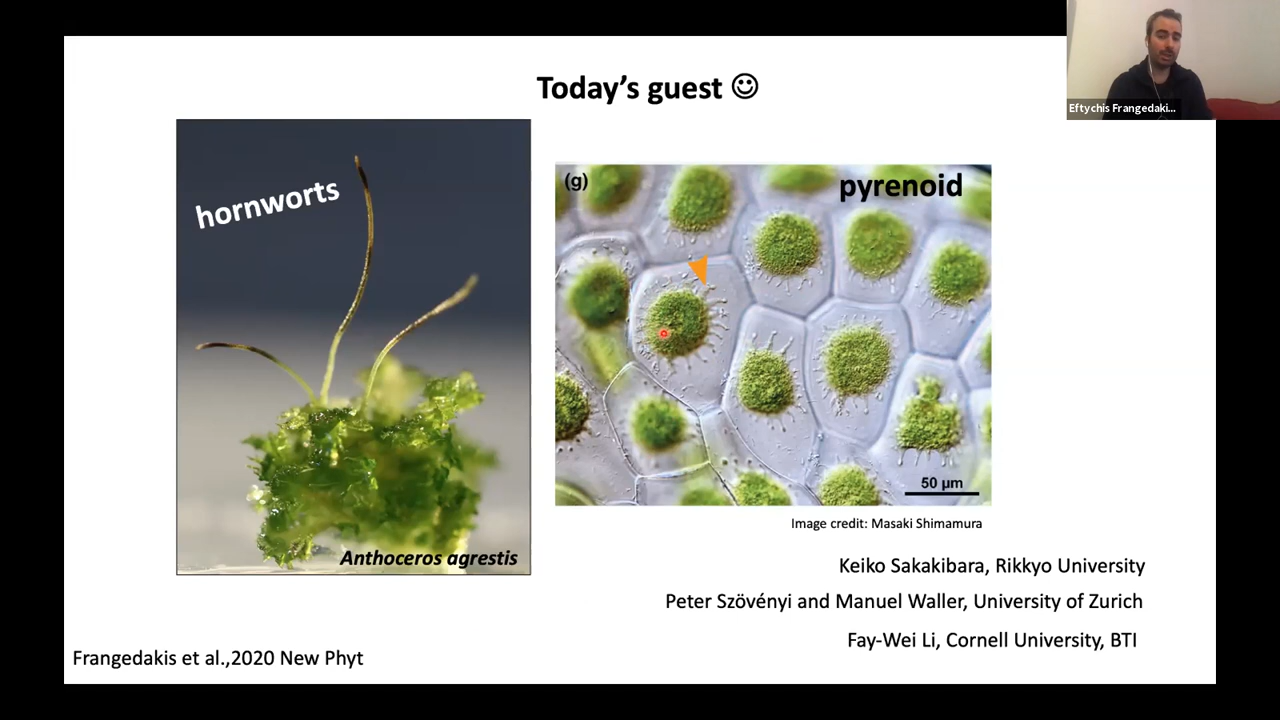 Today's guest ☺
Eftychis Frangedaki...
hornworts
(g)
pyrenoid
50 µm
Image credit: Masaki Shimamura
Anthoceros agrestis
Keiko Sakakibara, Rikkyo University
Peter Szövényi and Manuel Waller, University of Zurich
Fay-Wei Li, Cornell University, BTI
Frangedakis et al.,2020 New Phyt